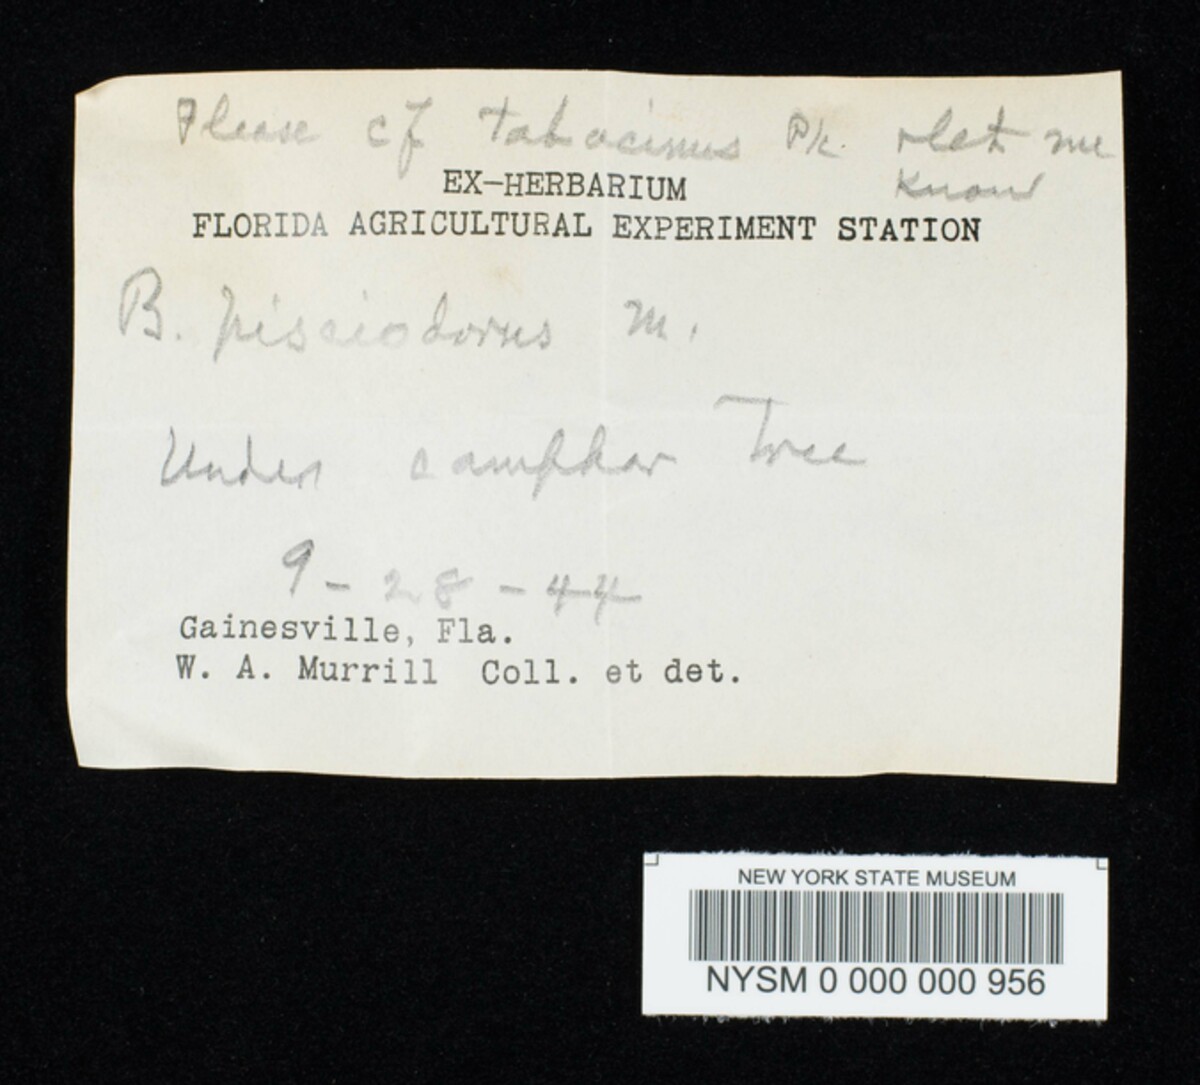 Please cf tabacinus Pk. & let me
know
EX-HERBARIUM
FLORIDA AGRICULTURAL EXPERIMENT STATION
B. pisciodorus M.
Under camphor Tree
9-28-44
Gainesville, Fla.
W. A. Murrill Coll. et det.
NEW YORK STATE MUSEUM
NYSM 0 000 000 956